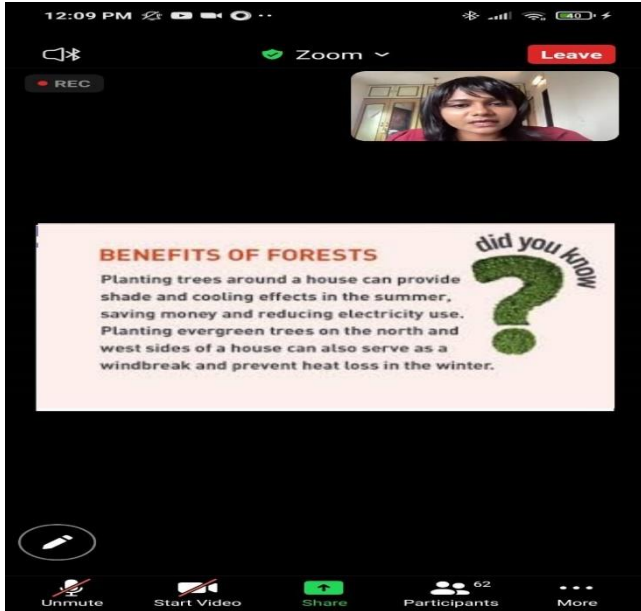 12:09 PM
40
Zoom
Leave
REC
did you know
BENEFITS OF FORESTS
Planting trees around a house can provide
shade and cooling effects in the summer,
saving money and reducing electricity use.
Planting evergreen trees on the north and
west sides of a house can also serve as a
windbreak and prevent heat loss in the winter.
62
Unmute
Start Video
Share
Participants
More